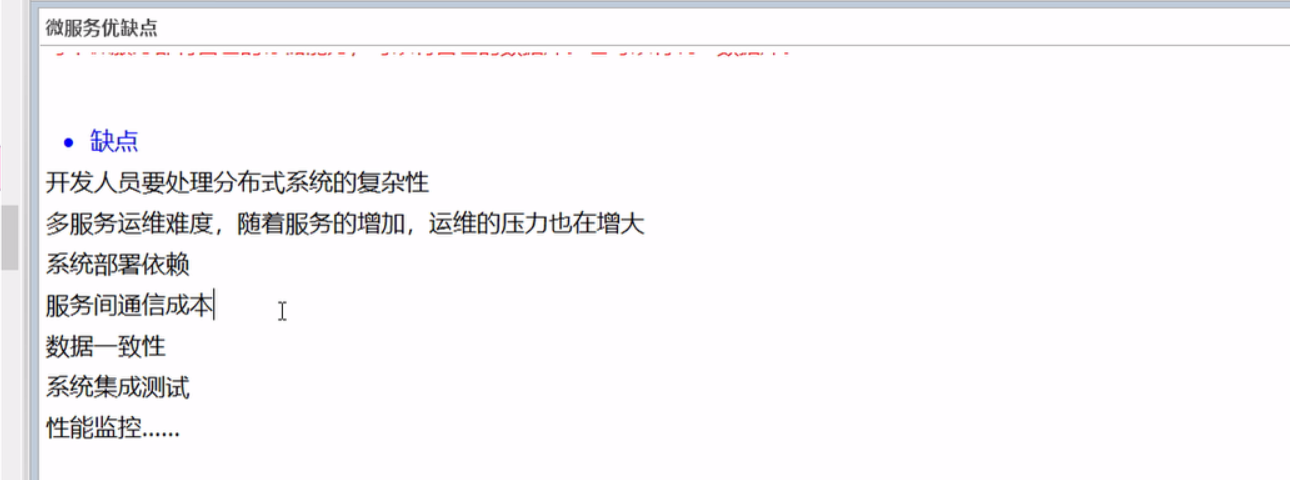 微服务优缺点
缺点
开发人员要处理分布式系统的复杂性
多服务运维难度，随着服务的增加，运维的压力也在增大
系统部署依赖
服务间通信成本
数据一致性
系统集成测试
性能监控......